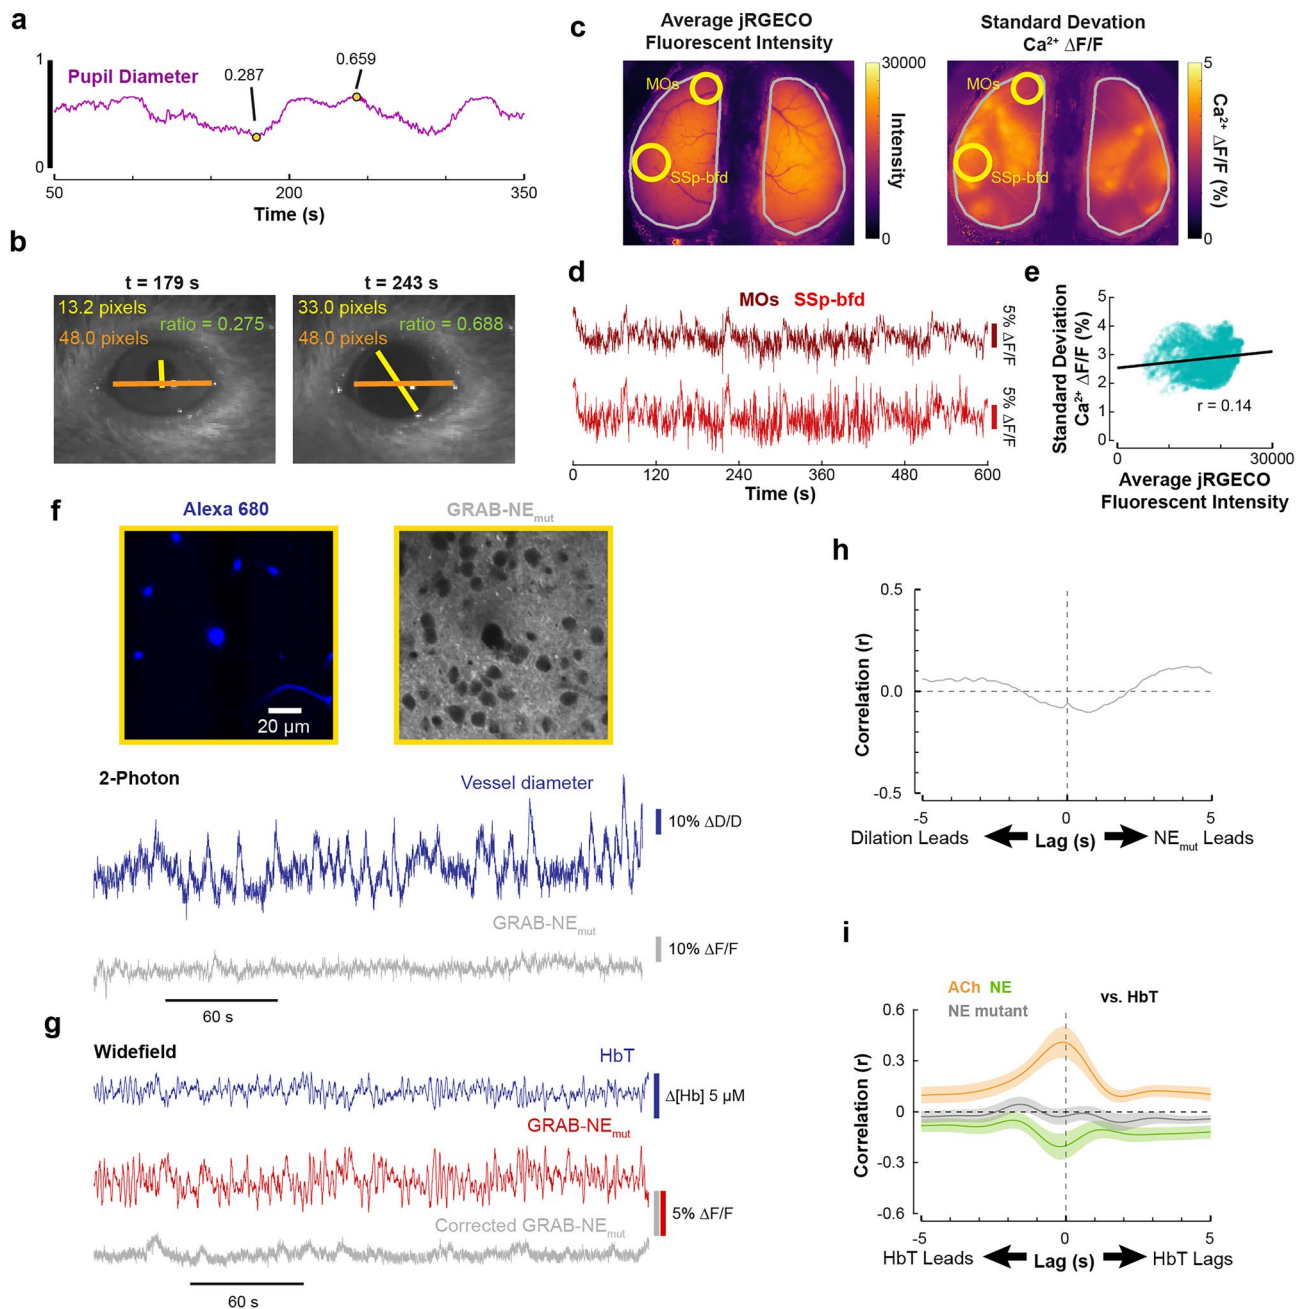 a
1
0
Pupil Diameter
0.287
0.659
50
200
350
Time (s)
b
t = 179 s
13.2 pixels
ratio = 0.275
48.0 pixels
t = 243 s
33.0 pixels
ratio = 0.688
48.0 pixels
c
Average jRGECO
Fluorescent Intensity
MOs
SSp-bfd
30000
0
Intensity
Standard Devation
Ca²⁺ ΔF/F
MOs
SSp-bfd
5
0
Ca²⁺ ΔF/F (%)
d
MOs SSp-bfd
5% ΔF/F
5% ΔF/F
0
120
240
360
480
600
Time (s)
e
Standard Deviation
Ca²⁺ ΔF/F (%)
5
4
3
2
1
0
r = 0.14
0
30000
Average jRGECO
Fluorescent Intensity
f
Alexa 680
20 µm
GRAB-NEmut
2-Photon
Vessel diameter
10% ΔD/D
GRAB-NEmut
10% ΔF/F
60 s
g
Widefield
HbT
Δ[Hb] 5 µM
GRAB-NEmut
5% ΔF/F
Corrected GRAB-NEmut
60 s
h
Correlation (r)
0.5
0.0
-0.5
-5
0
5
Dilation Leads
Lag (s)
NEmut Leads
i
ACh NE
NE mutant
vs. HbT
Correlation (r)
0.6
0.3
0
-0.3
-0.6
-5
0
5
HbT Leads
Lag (s)
HbT Lags